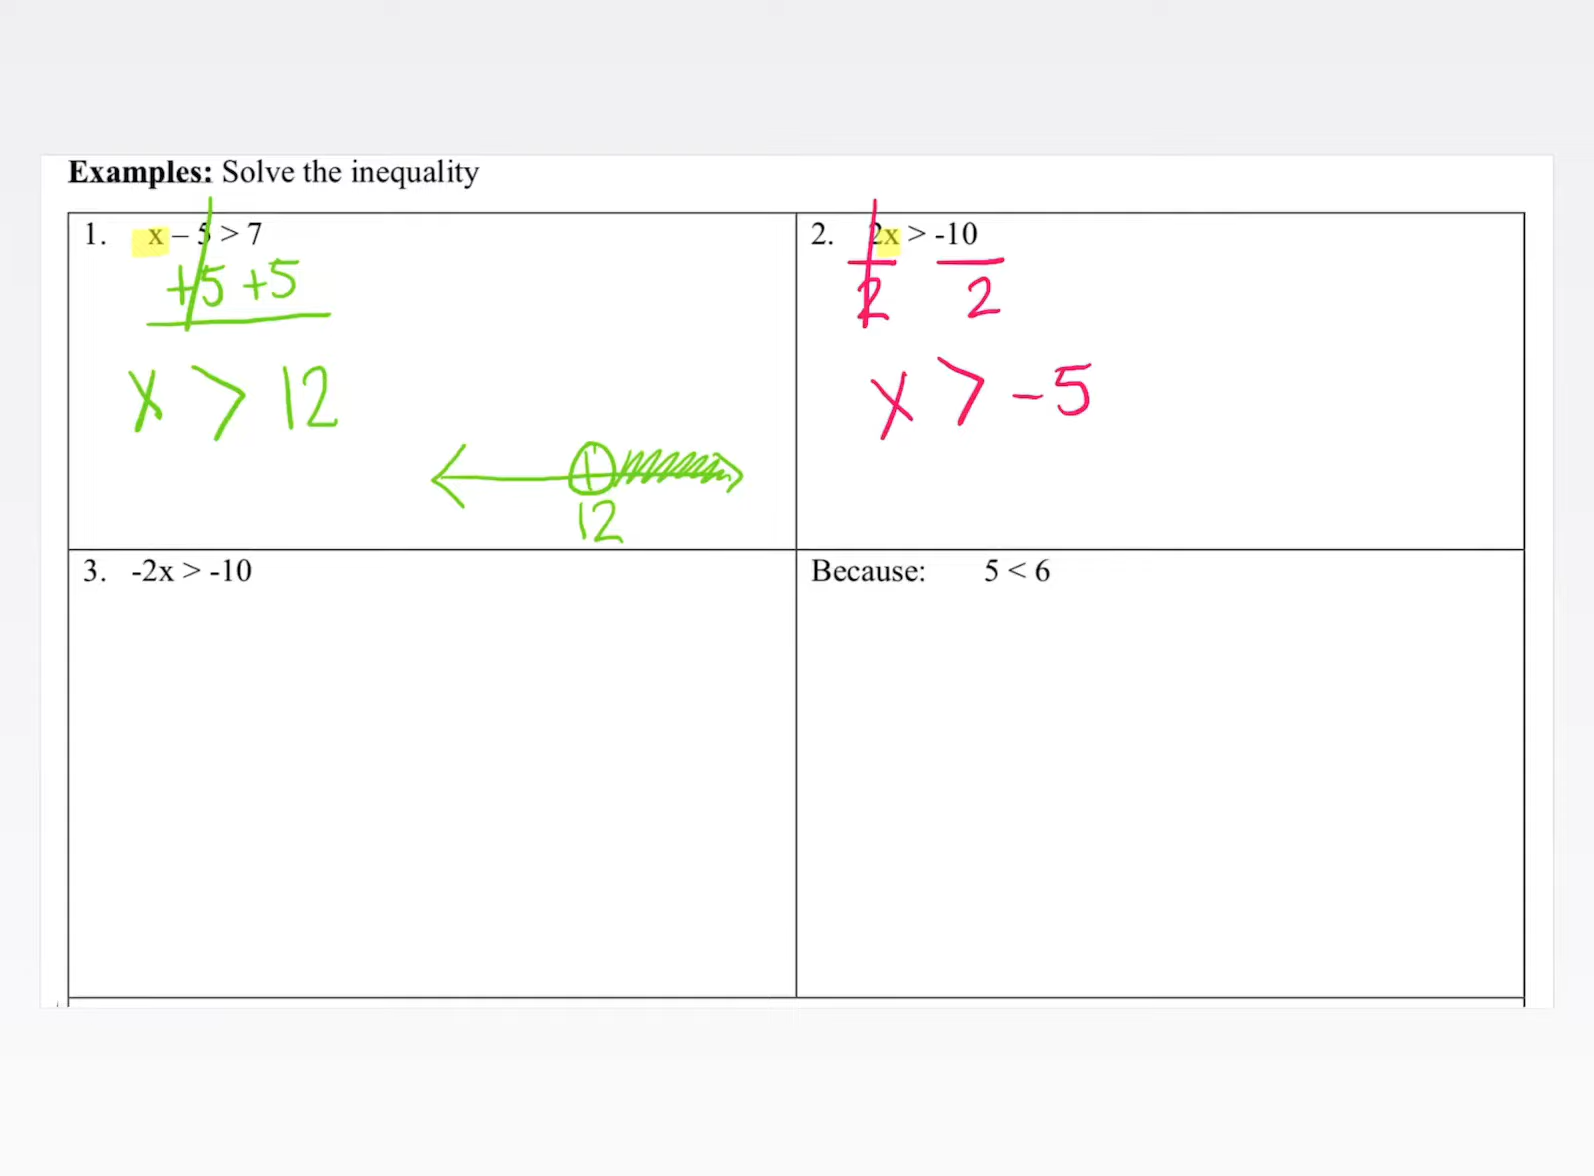 Examples: Solve the inequality
1. x – 5 > 7
+5 +5
x > 12
12
2. 2x > -10
2 2
x > -5
3. -2x > -10
Because: 5 < 6